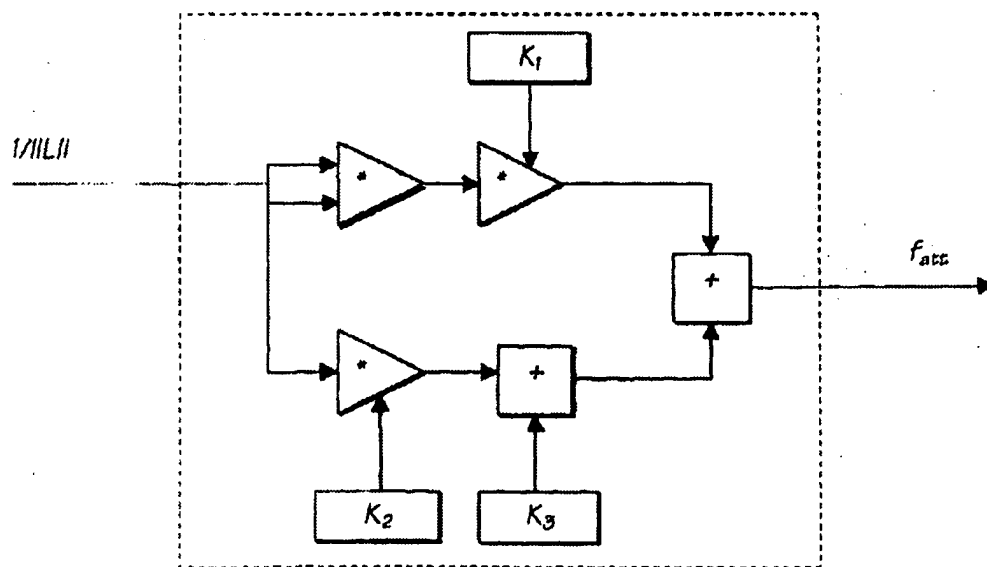 K₁
1/||L||
*
*
+
f_att
*
+
K₂
K₃